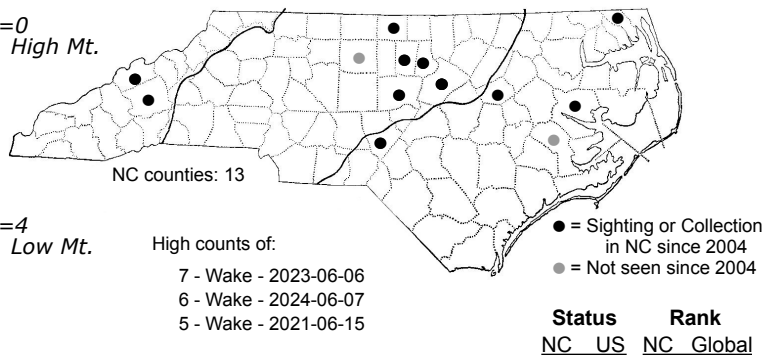 =0
High Mt.
NC counties: 13
=4
Low Mt.
High counts of:
7 - Wake - 2023-06-06
6 - Wake - 2024-06-07
5 - Wake - 2021-06-15
● = Sighting or Collection
in NC since 2004
● = Not seen since 2004
Status Rank
NC US NC Global